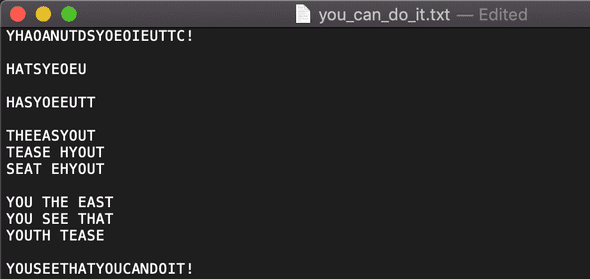 you_can_do_it.txt — Edited
YHAOANUTDSYOEOIEUTTC!
HATSYEOEU
HASYOEEUTT
THEEASYOUT
TEASE HYOUT
SEAT EHYOUT
YOU THE EAST
YOU SEE THAT
YOUTH TEASE
YOUSEETHATYOUCANDOIT!